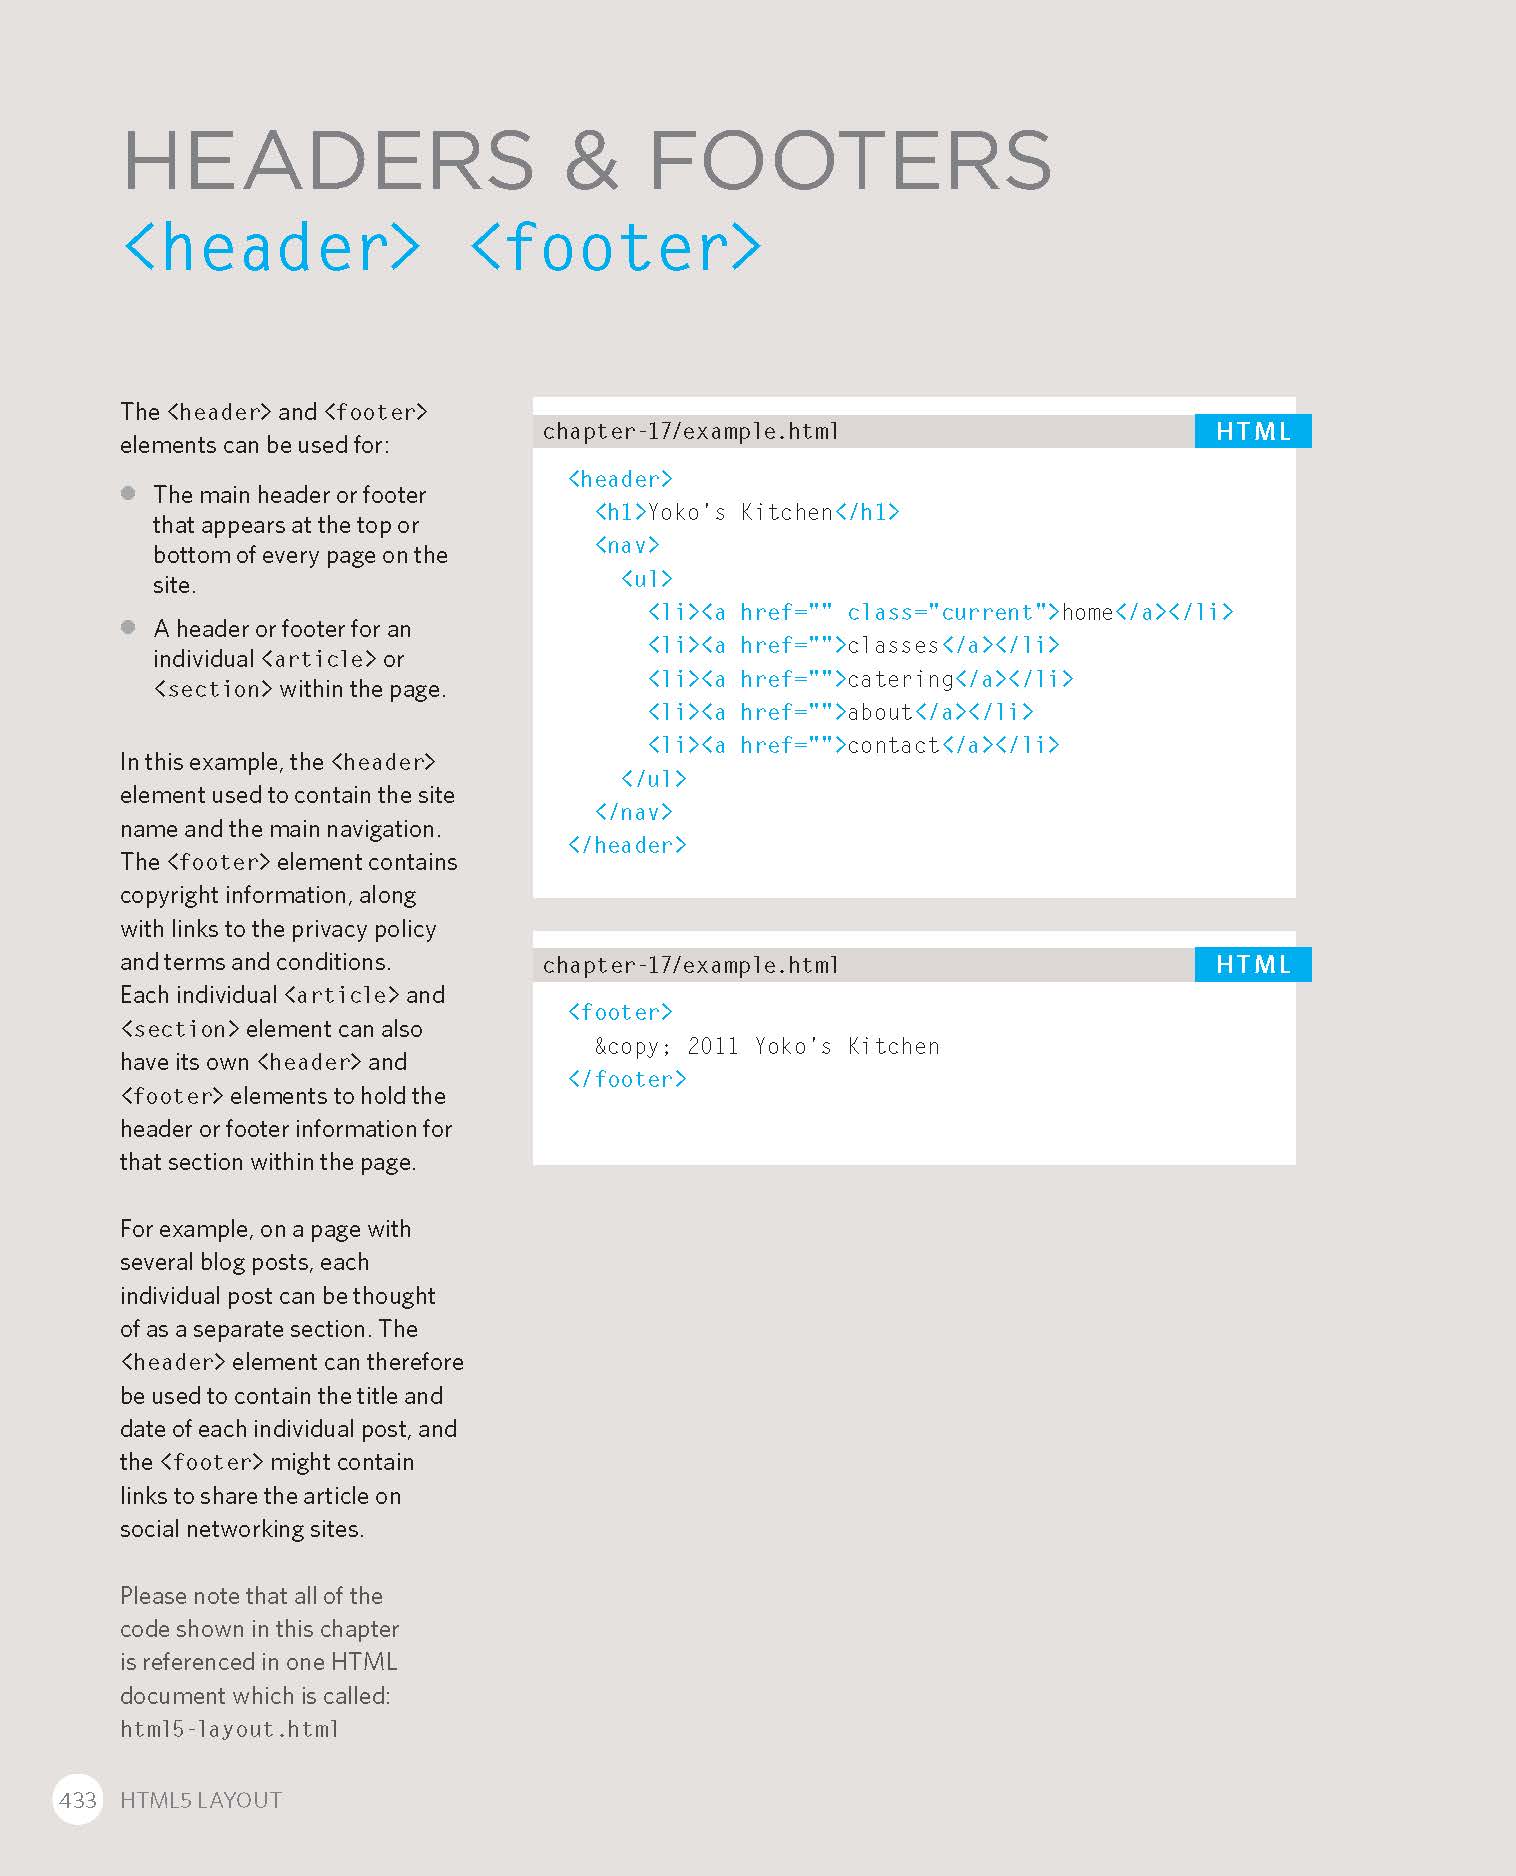 HEADERS & FOOTERS
<header> <footer>
The <header> and <footer>
elements can be used for:
● The main header or footer
that appears at the top or
bottom of every page on the
site.
● A header or footer for an
individual <article> or
<section> within the page.
In this example, the <header>
element used to contain the site
name and the main navigation.
The <footer> element contains
copyright information, along
with links to the privacy policy
and terms and conditions.
Each individual <article> and
<section> element can also
have its own <header> and
<footer> elements to hold the
header or footer information for
that section within the page.
For example, on a page with
several blog posts, each
individual post can be thought
of as a separate section. The
<header> element can therefore
be used to contain the title and
date of each individual post, and
the <footer> might contain
links to share the article on
social networking sites.
Please note that all of the
code shown in this chapter
is referenced in one HTML
document which is called:
html5-layout.html
chapter-17/example.html HTML
<header>
<h1>Yoko's Kitchen</h1>
<nav>
<ul>
<li><a href="" class="current">home</a></li>
<li><a href="">classes</a></li>
<li><a href="">catering</a></li>
<li><a href="">about</a></li>
<li><a href="">contact</a></li>
</ul>
</nav>
</header>
chapter-17/example.html HTML
<footer>
&copy; 2011 Yoko's Kitchen
</footer>
433 HTML5 LAYOUT